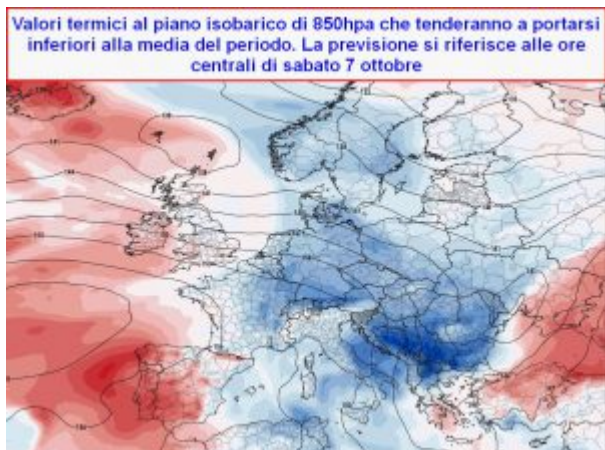 Valori termici al piano isobarico di 850hpa che tenderanno a portarsi
inferiori alla media del periodo. La previsione si riferisce alle ore
centrali di sabato 7 ottobre